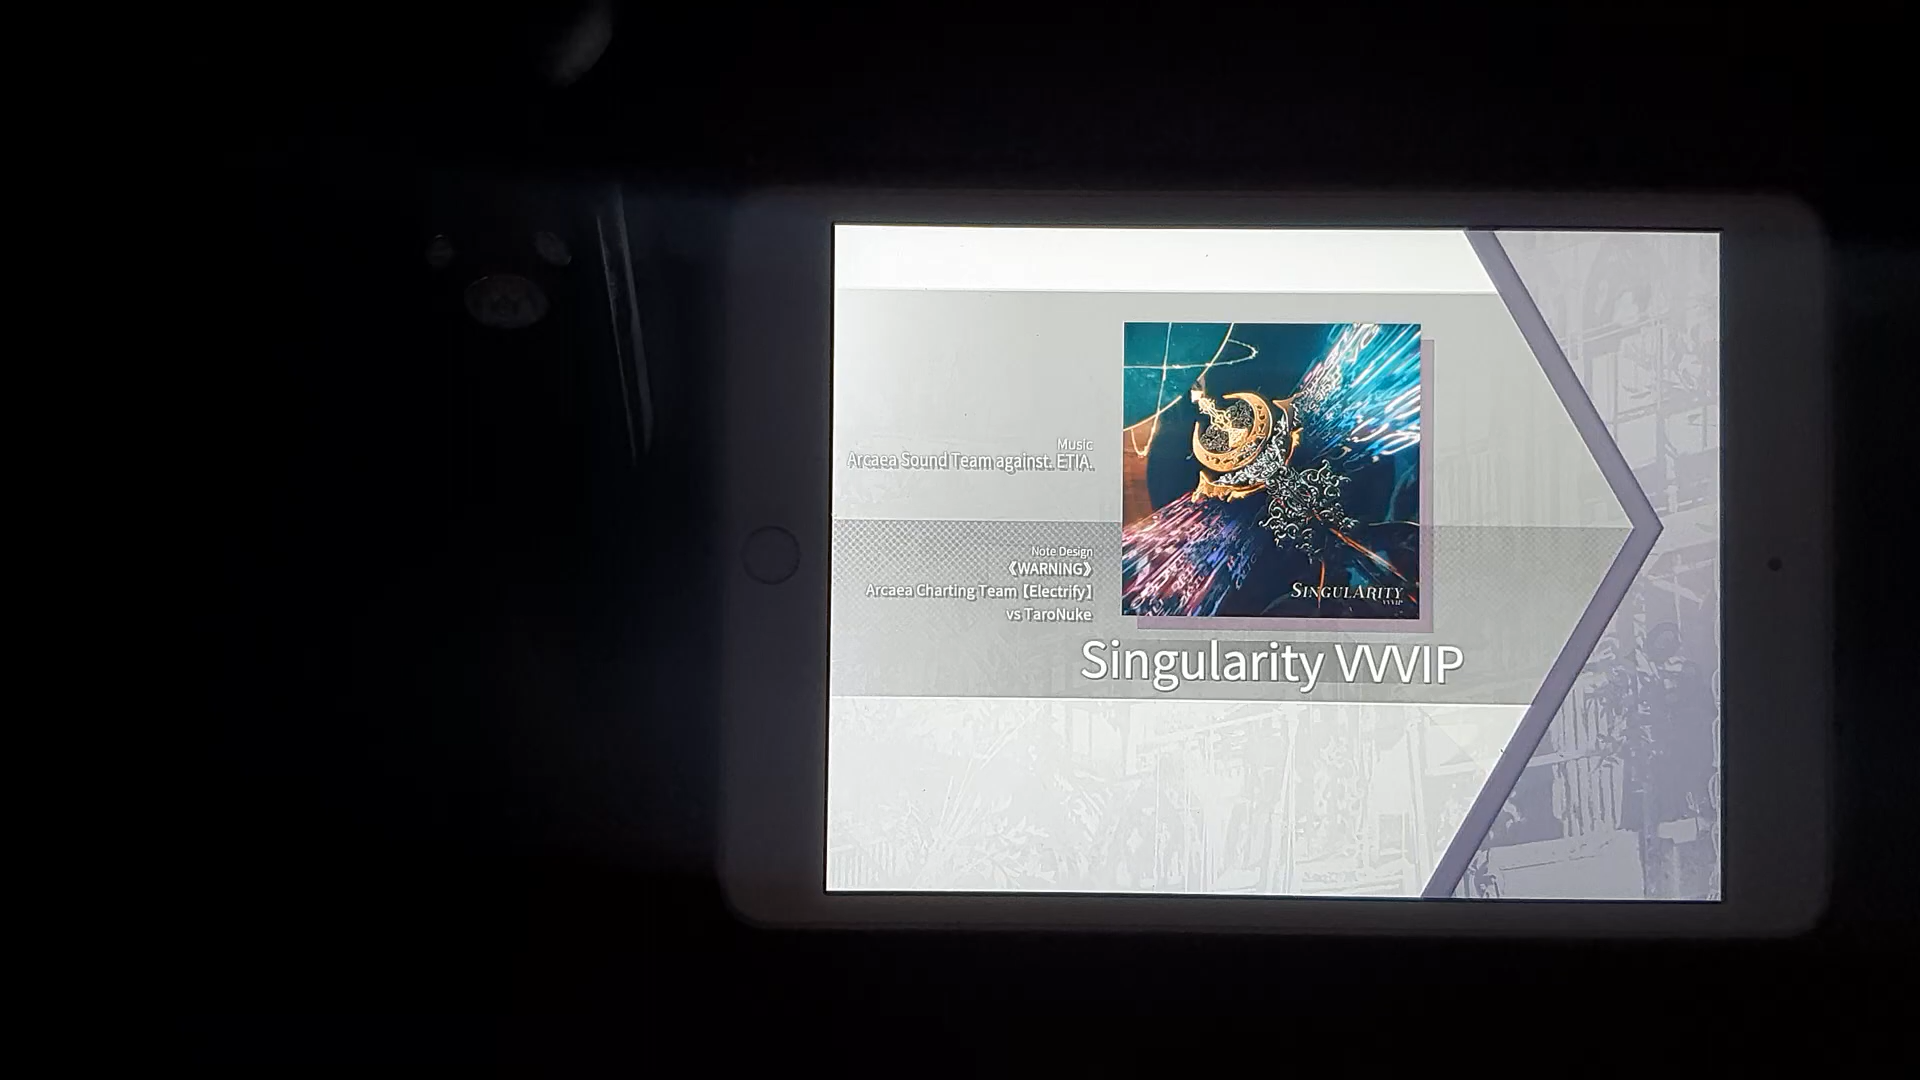 Music
Arcaea Sound Team against. ETIA.
Note Design
《WARNING》
Arcaea Charting Team【Electrify】
vs TaroNuke
SINGULARITY
VVVIP
Singularity VVVIP